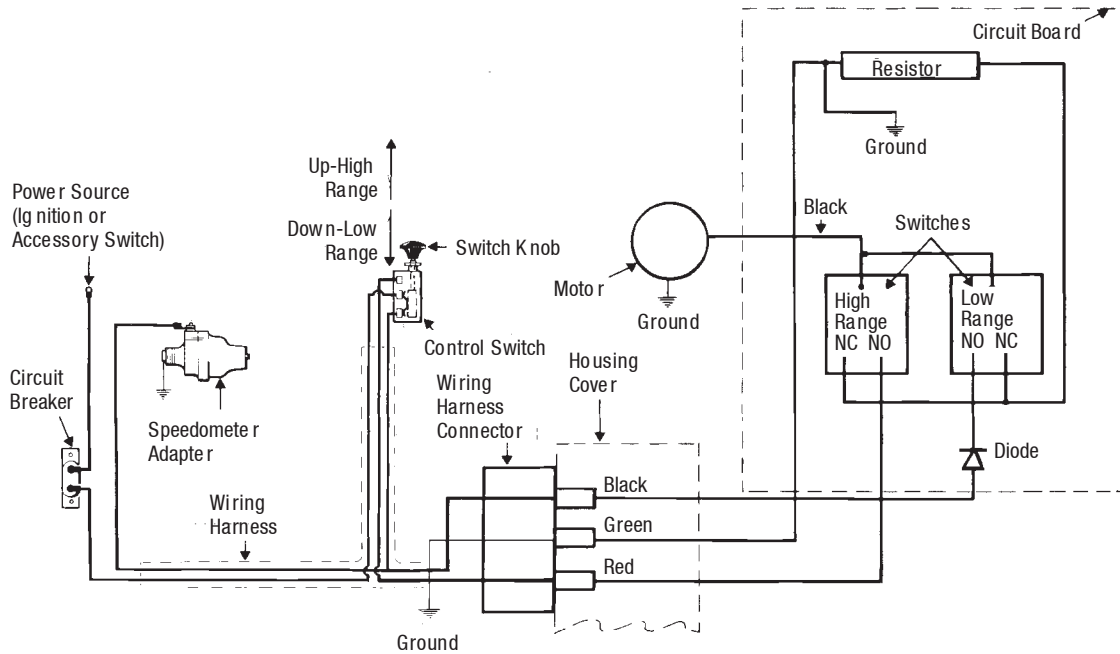 Circuit Board
Resistor
Ground
Up-High
Range
Down-Low
Range
Power Source
(Ignition or
Accessory Switch)
Switch Knob
Black
Switches
Motor
Ground
High
Range
NC NO
Low
Range
NO NC
Control Switch
Housing
Cover
Circuit
Breaker
Speedometer
Adapter
Wiring
Harness
Connector
Diode
Wiring
Harness
Black
Green
Red
Ground